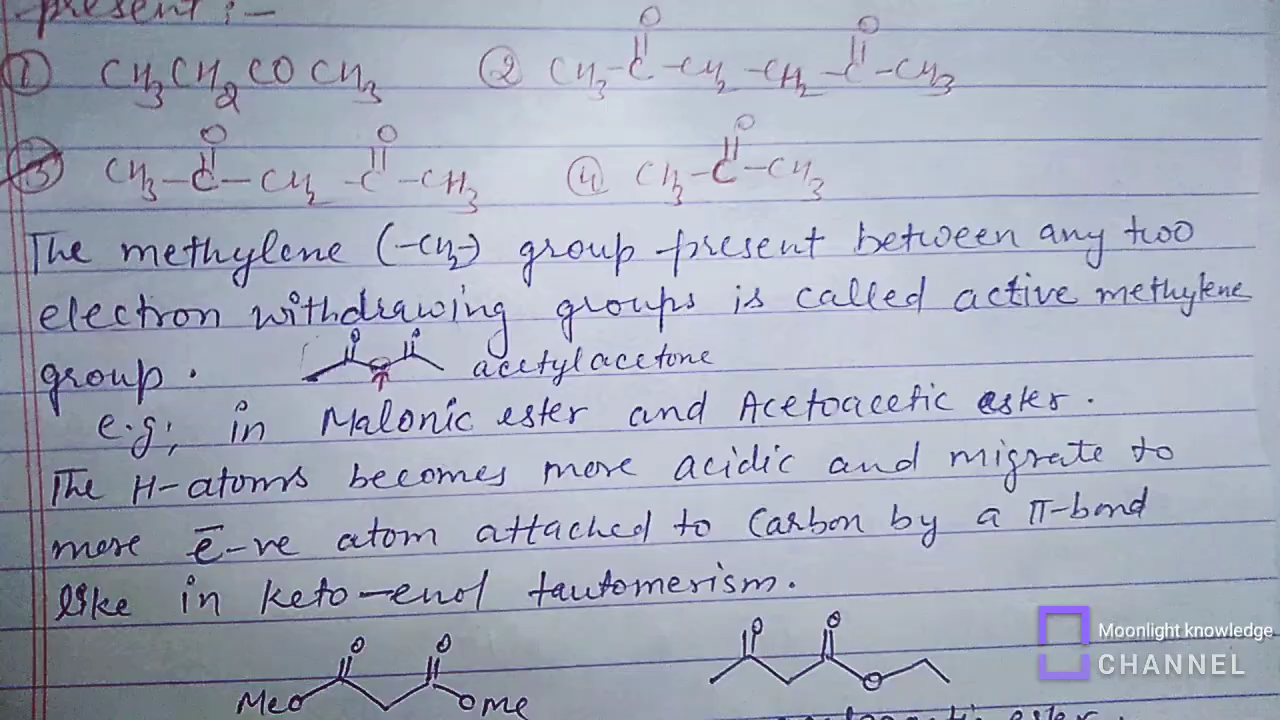 present :-
① CH3CH2COCH3 ② CH3-C(=O)-CH2-CH2-C(=O)-CH3
③ CH3-C(=O)-CH2-C(=O)-CH3 ④ CH3-C(=O)-CH3
The methylene (-CH2-) group present between any two
electron withdrawing groups is called active methylene
group. O O acetylacetone
e.g; in Malonic ester and Acetoacetic ester.
The H-atoms becomes more acidic and migrate to
more e̅-ve atom attached to Carbon by a π-bond
like in keto-enol tautomerism.
O O O O
MeO OMe O
ester.
Moonlight knowledge
CHANNEL